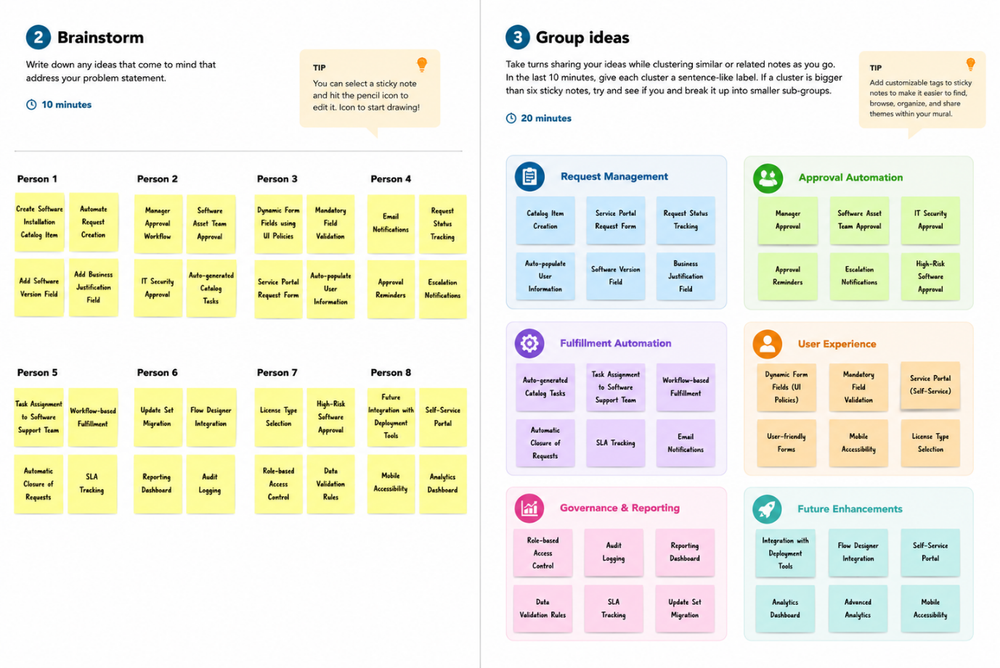 2 Brainstorm
Write down any ideas that come to mind that
address your problem statement.
10 minutes
TIP
You can select a sticky note
and hit the pencil icon to
edit it. Icon to start drawing!
Person 1
Create Software
Installation
Catalog Item
Automate
Request
Creation
Add Software
Version Field
Add Business
Justification
Field
Person 2
Manager
Approval
Workflow
Software
Asset Team
Approval
IT Security
Approval
Auto-generated
Catalog
Tasks
Person 3
Dynamic Form
Fields using
UI Policies
Mandatory
Field
Validation
Service Portal
Request Form
Auto-populate
User
Information
Person 4
Email
Notifications
Request
Status
Tracking
Approval
Reminders
Escalation
Notifications
Person 5
Task Assignment
to Software
Support Team
Workflow-based
Fulfillment
Automatic
Closure of
Requests
SLA
Tracking
Person 6
Update Set
Migration
Flow Designer
Integration
Reporting
Dashboard
Audit
Logging
Person 7
License Type
Selection
High-Risk
Software
Approval
Role-based
Access
Control
Data
Validation
Rules
Person 8
Future
Integration with
Deployment
Tools
Self-Service
Portal
Mobile
Accessibility
Analytics
Dashboard
3 Group ideas
Take turns sharing your ideas while clustering similar or related notes as you go.
In the last 10 minutes, give each cluster a sentence-like label. If a cluster is bigger
than six sticky notes, try and see if you and break it up into smaller sub-groups.
20 minutes
TIP
Add customizable tags to sticky
notes to make it easier to find,
browse, organize, and share
themes within your mural.
Request Management
Catalog Item
Creation
Service Portal
Request Form
Request Status
Tracking
Auto-populate
User
Information
Software Version
Field
Business
Justification
Field
Approval Automation
Manager
Approval
Software Asset
Team Approval
IT Security
Approval
Approval
Reminders
Escalation
Notifications
High-Risk
Software
Approval
Fulfillment Automation
Auto-generated
Catalog Tasks
Task Assignment
to Software
Support Team
Workflow-based
Fulfillment
Automatic
Closure of
Requests
SLA Tracking
Email
Notifications
User Experience
Dynamic Form
Fields (UI
Policies)
Mandatory
Field
Validation
Service Portal
(Self-Service)
User-friendly
Forms
Mobile
Accessibility
License Type
Selection
Governance & Reporting
Role-based
Access
Control
Audit
Logging
Reporting
Dashboard
Data
Validation Rules
SLA
Tracking
Update Set
Migration
Future Enhancements
Integration with
Deployment
Tools
Flow Designer
Integration
Self-Service
Portal
Analytics
Dashboard
Advanced
Analytics
Mobile
Accessibility